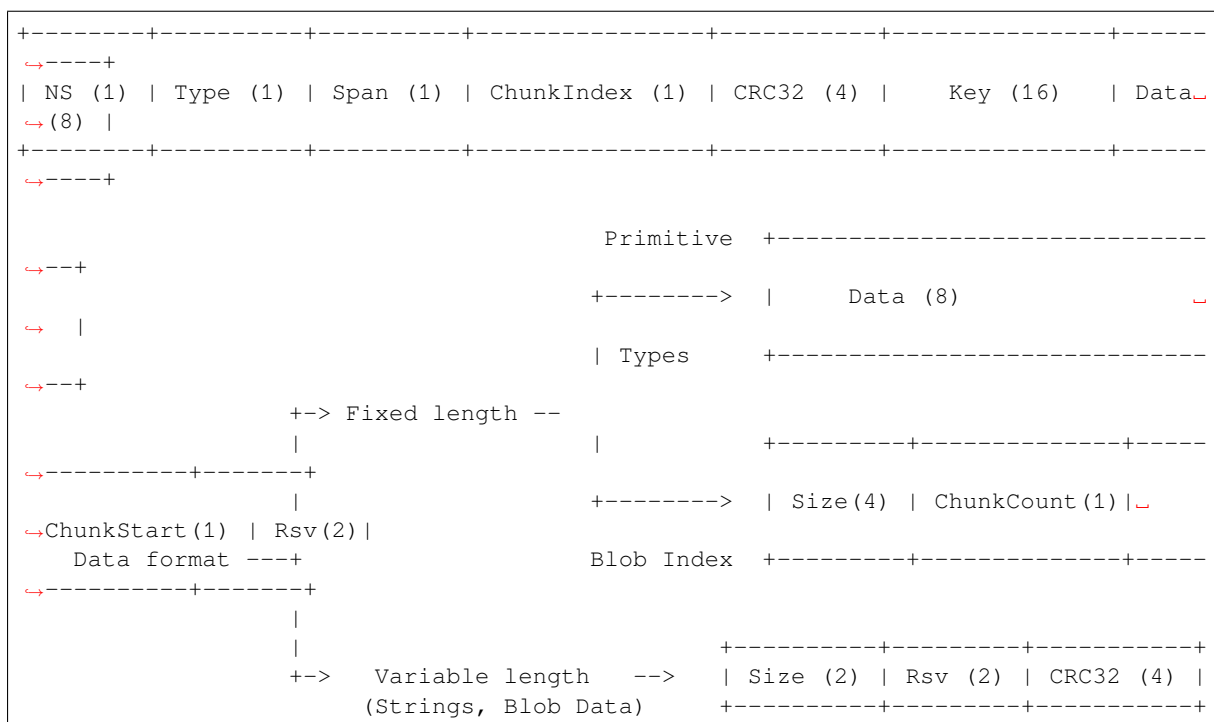 +--------+----------+----------+---------------+-----------+--------------+------
↪----+
| NS (1) | Type (1) | Span (1) | ChunkIndex (1) | CRC32 (4) |    Key (16)   | Data␣
↪(8) |
+--------+----------+----------+---------------+-----------+--------------+------
↪----+
Primitive  +-----------------------------
↪--+
+-------->  |     Data (8)                ␣
↪  |
| Types     +-----------------------------
↪--+
+-> Fixed length --
|                    |           +---------+--------------+-----
↪----------+-------+
|                    +-------->  | Size(4) | ChunkCount(1)|␣
↪ChunkStart(1) | Rsv(2)|
Data format ---+                    Blob Index  +---------+--------------+-----
↪----------+-------+
|
|                             +----------+---------+-----------+
+->   Variable length   -->   | Size (2) | Rsv (2) | CRC32 (4) |
(Strings, Blob Data)     +----------+---------+-----------+